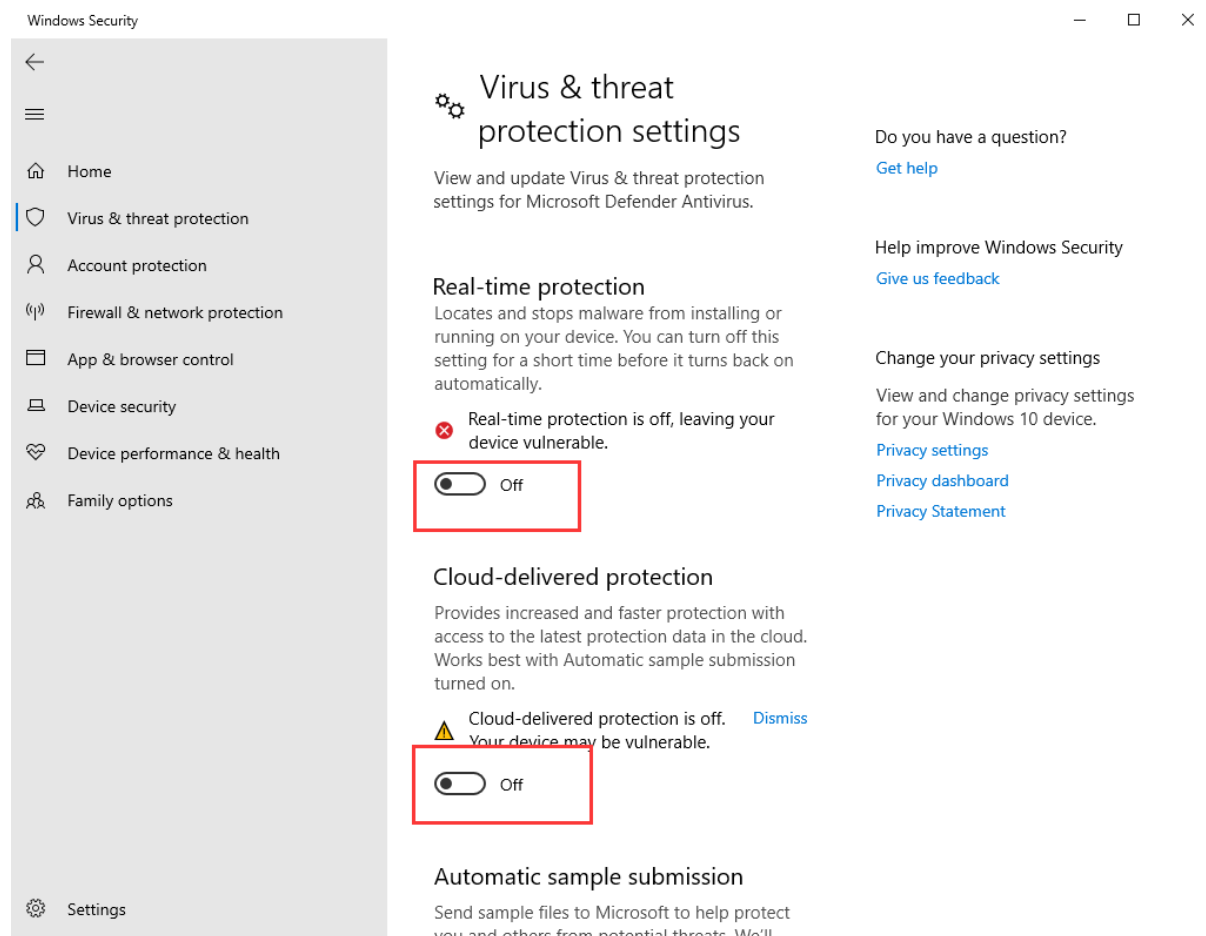 Windows Security
Home
Virus & threat protection
Account protection
Firewall & network protection
App & browser control
Device security
Device performance & health
Family options
Settings
Virus & threat
protection settings
View and update Virus & threat protection
settings for Microsoft Defender Antivirus.
Real-time protection
Locates and stops malware from installing or
running on your device. You can turn off this
setting for a short time before it turns back on
automatically.
Real-time protection is off, leaving your
device vulnerable.
Off
Cloud-delivered protection
Provides increased and faster protection with
access to the latest protection data in the cloud.
Works best with Automatic sample submission
turned on.
Cloud-delivered protection is off. Dismiss
Your device may be vulnerable.
Off
Automatic sample submission
Send sample files to Microsoft to help protect
you and others from potential threats. We'll
Do you have a question?
Get help
Help improve Windows Security
Give us feedback
Change your privacy settings
View and change privacy settings
for your Windows 10 device.
Privacy settings
Privacy dashboard
Privacy Statement